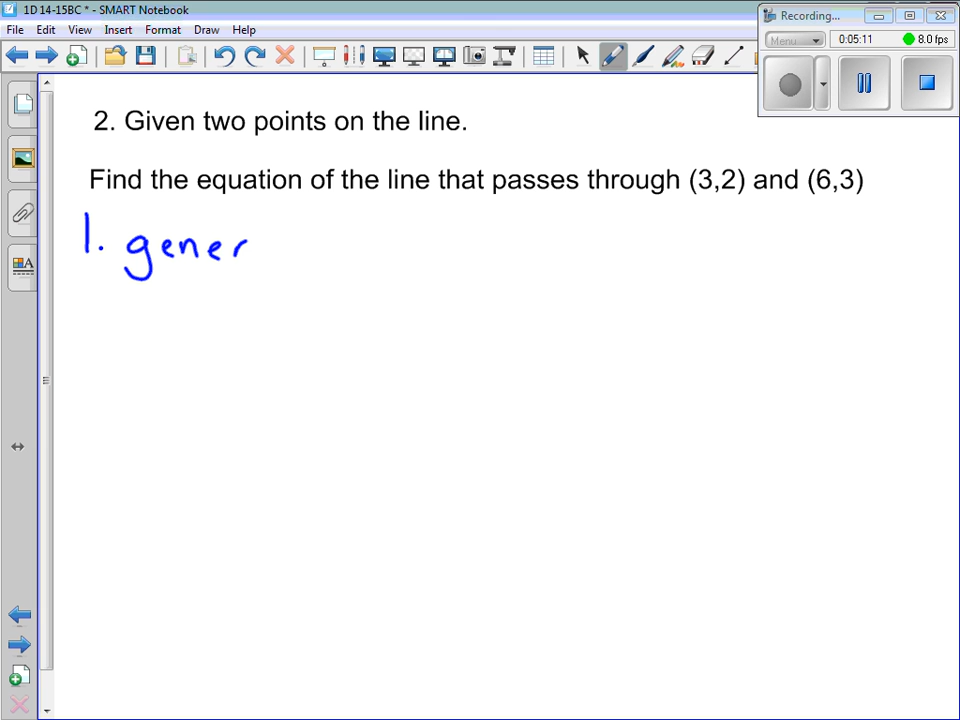 1D 14-15BC * - SMART Notebook
File Edit View Insert Format Draw Help
Recording...
Menu 0:05:11 8.0 fps
2. Given two points on the line.
Find the equation of the line that passes through (3,2) and (6,3)
1. gener